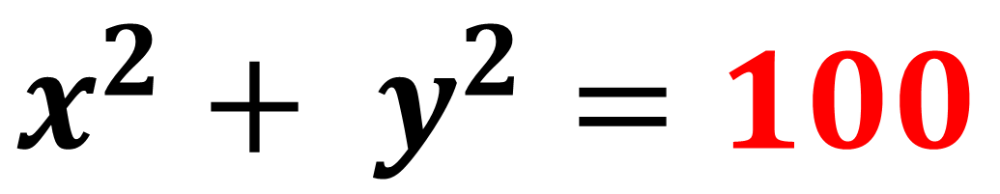 x² + y² = 100